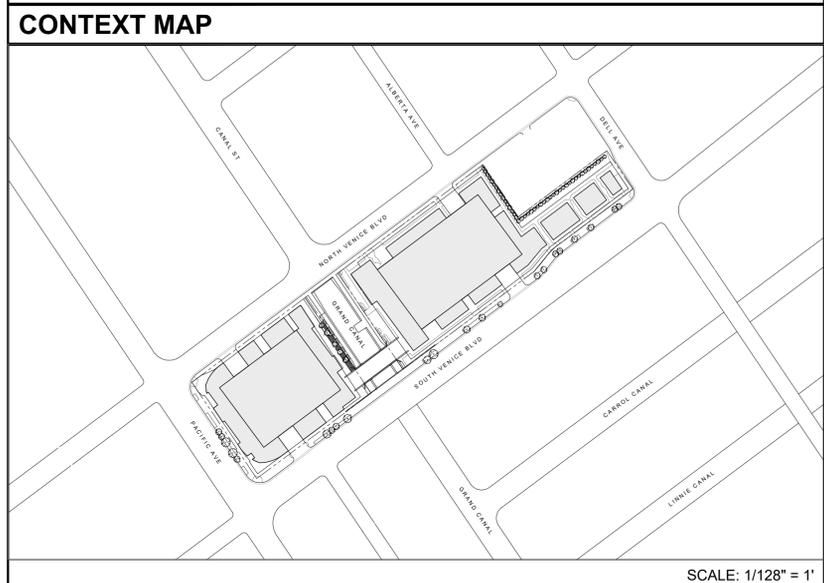 CONTEXT MAP
ALBERTA AVE
DELL AVE
CANAL ST
NORTH VENICE BLVD
GRAND CANAL
SOUTH VENICE BLVD
CARROL CANAL
PACIFIC AVE
LINNIE CANAL
GRAND CANAL
SCALE: 1/128" = 1'